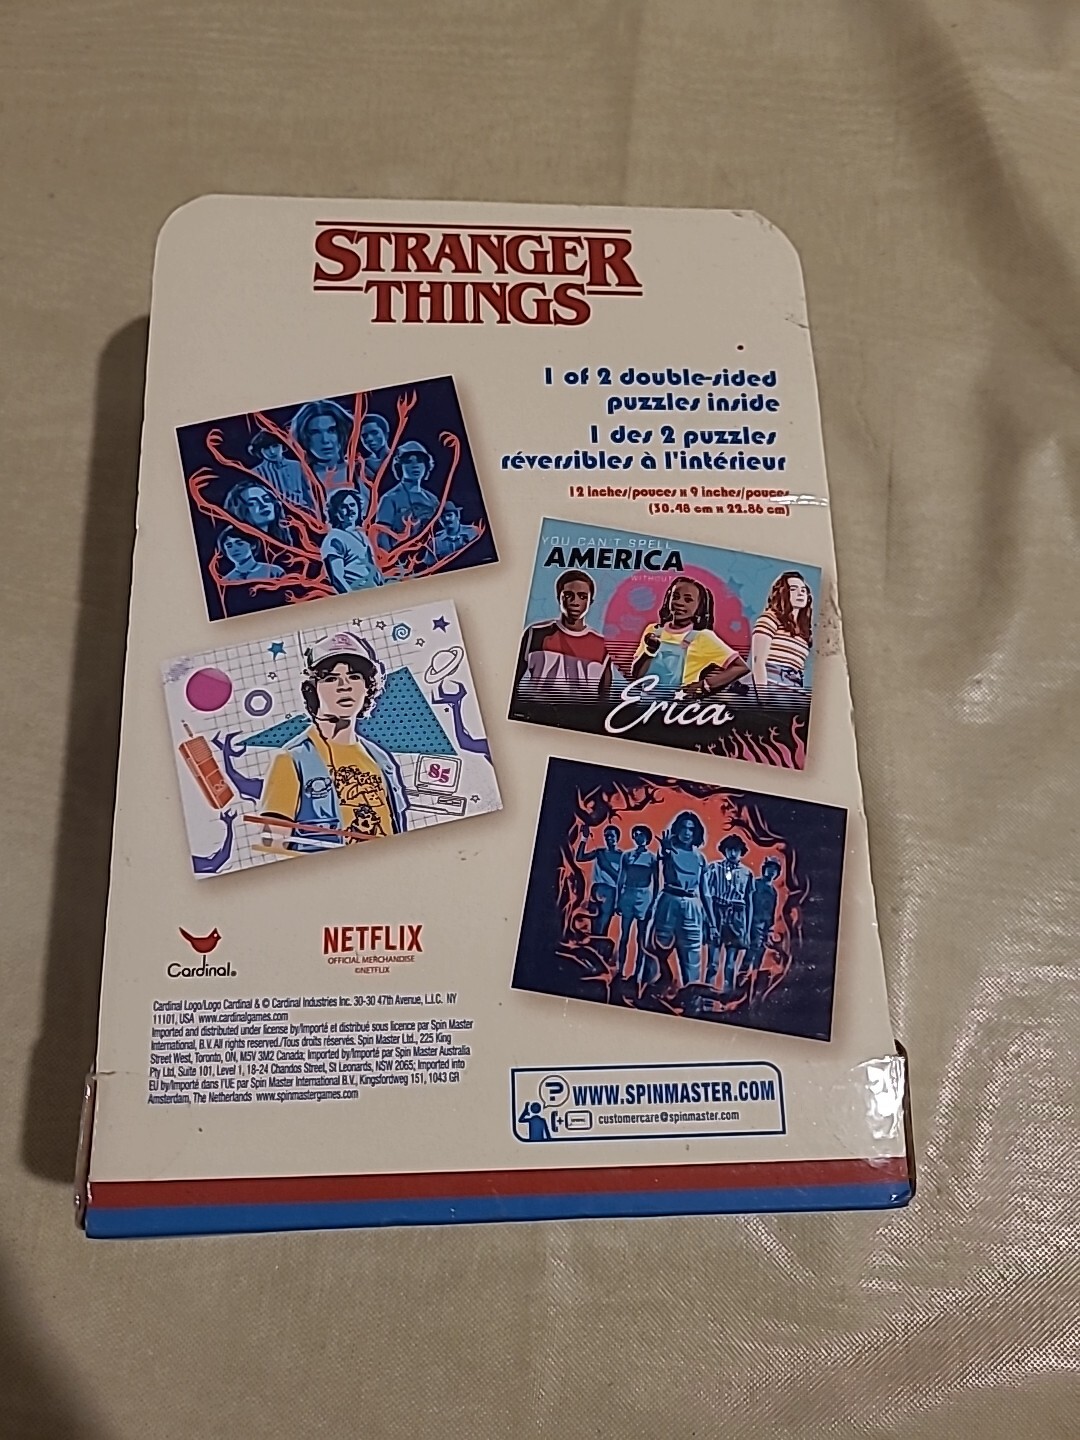 STRANGER
THINGS
1 of 2 double-sided
puzzles inside
1 des 2 puzzles
réversibles à l'intérieur
12 inches/pouces x 9 inches/pouces
(30.48 cm x 22.86 cm)
YOU CAN'T SPELL
AMERICA
WITHOUT
Erica
85
Cardinal®
NETFLIX
OFFICIAL MERCHANDISE
©NETFLIX
Cardinal Logo/Logo Cardinal & © Cardinal Industries Inc. 30-30 47th Avenue, L.I.C. NY
11101, USA www.cardinalgames.com
Imported and distributed under license by/Importé et distribué sous licence par Spin Master
International, B.V. All rights reserved./Tous droits réservés. Spin Master Ltd., 225 King
Street West, Toronto, ON, M5V 3M2 Canada; Imported by/Importé par Spin Master Australia
Pty Ltd, Suite 101, Level 1, 18-24 Chandos Street, St Leonards, NSW 2065; Imported into
EU by/Importé dans l'UE par Spin Master International B.V., Kingsfordweg 151, 1043 GR
Amsterdam, The Netherlands www.spinmastergames.com
? WWW.SPINMASTER.COM
customercare@spinmaster.com